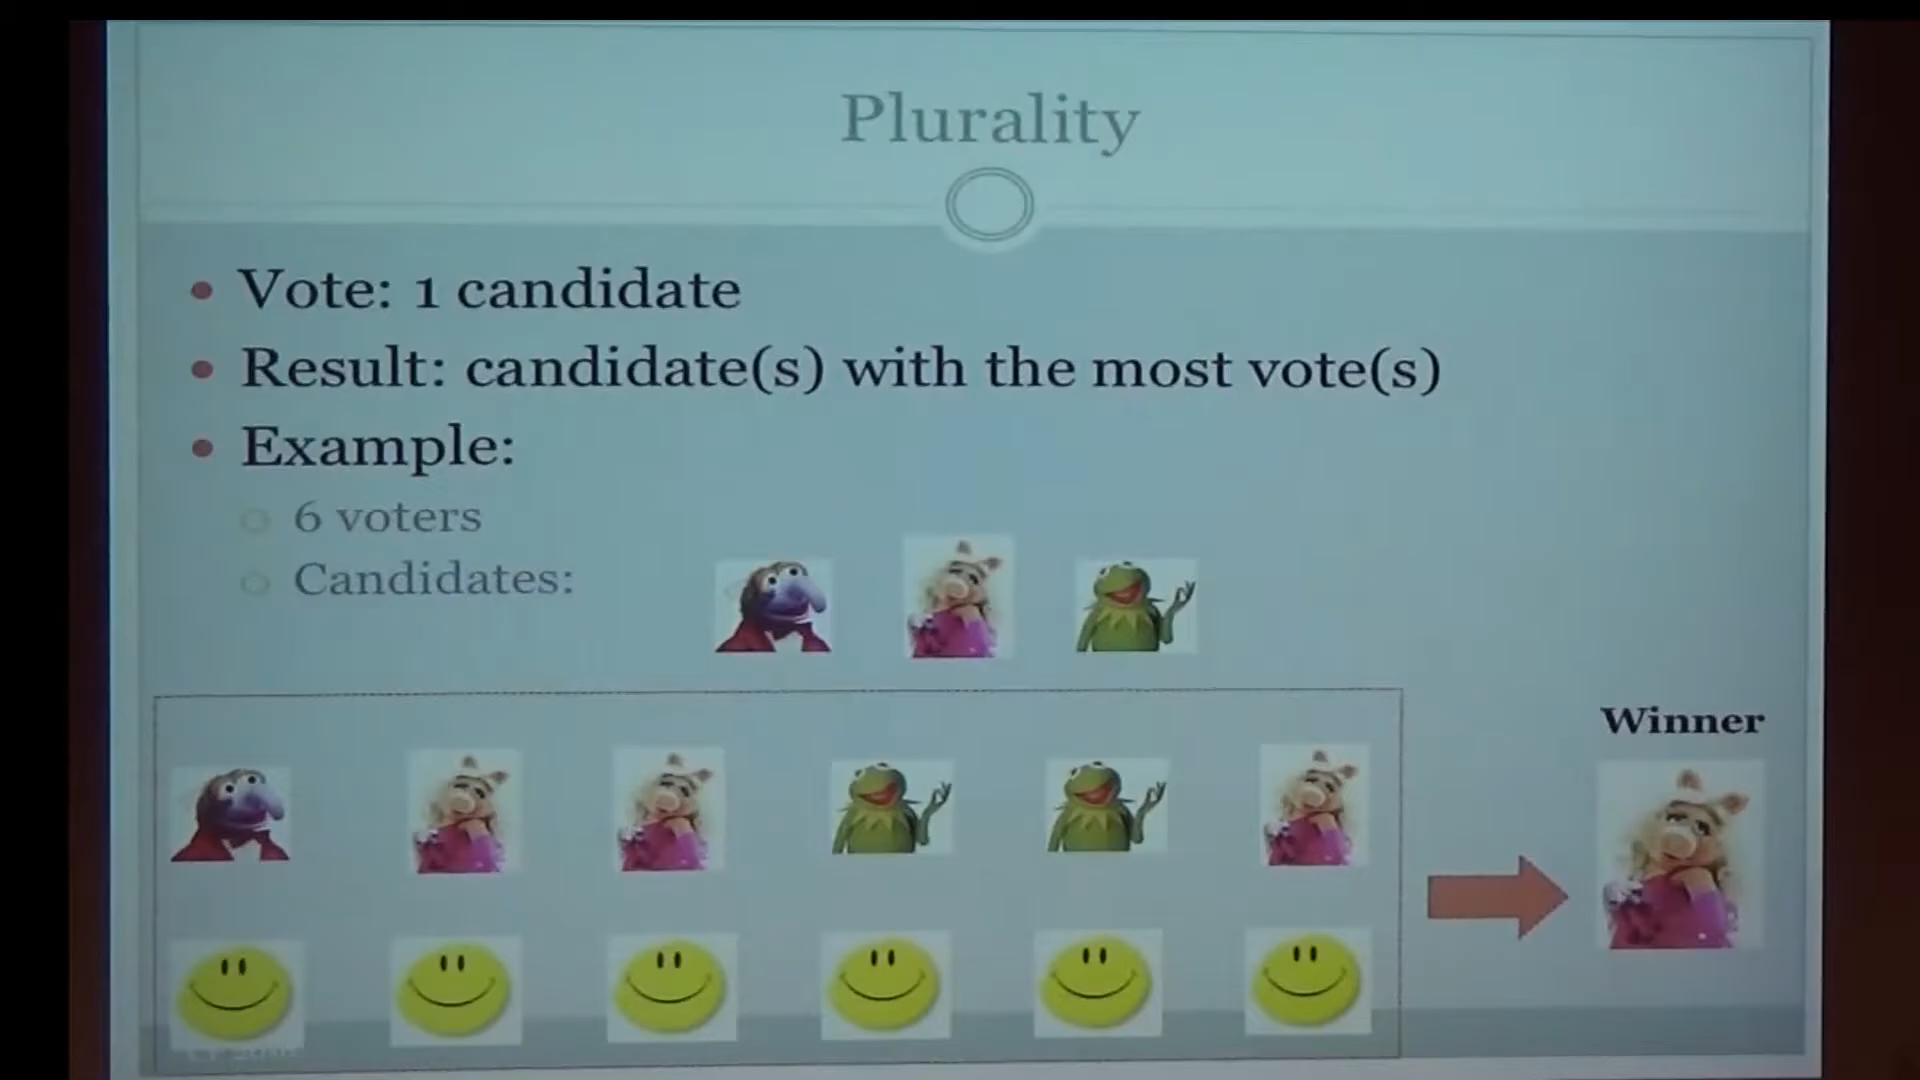 Plurality
Vote: 1 candidate
Result: candidate(s) with the most vote(s)
Example:
6 voters
Candidates:
Winner